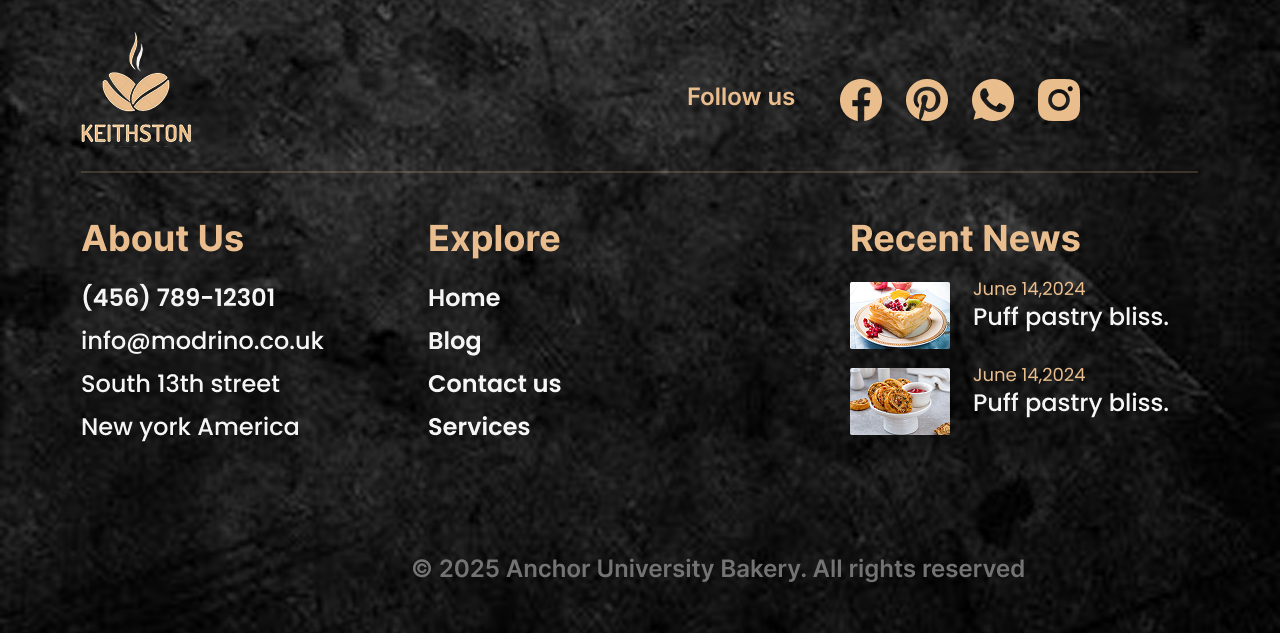 KEITHSTON
Follow us
About Us
(456) 789-12301
info@modrino.co.uk
South 13th street
New york America
Explore
Home
Blog
Contact us
Services
Recent News
June 14,2024
Puff pastry bliss.
June 14,2024
Puff pastry bliss.
© 2025 Anchor University Bakery. All rights reserved